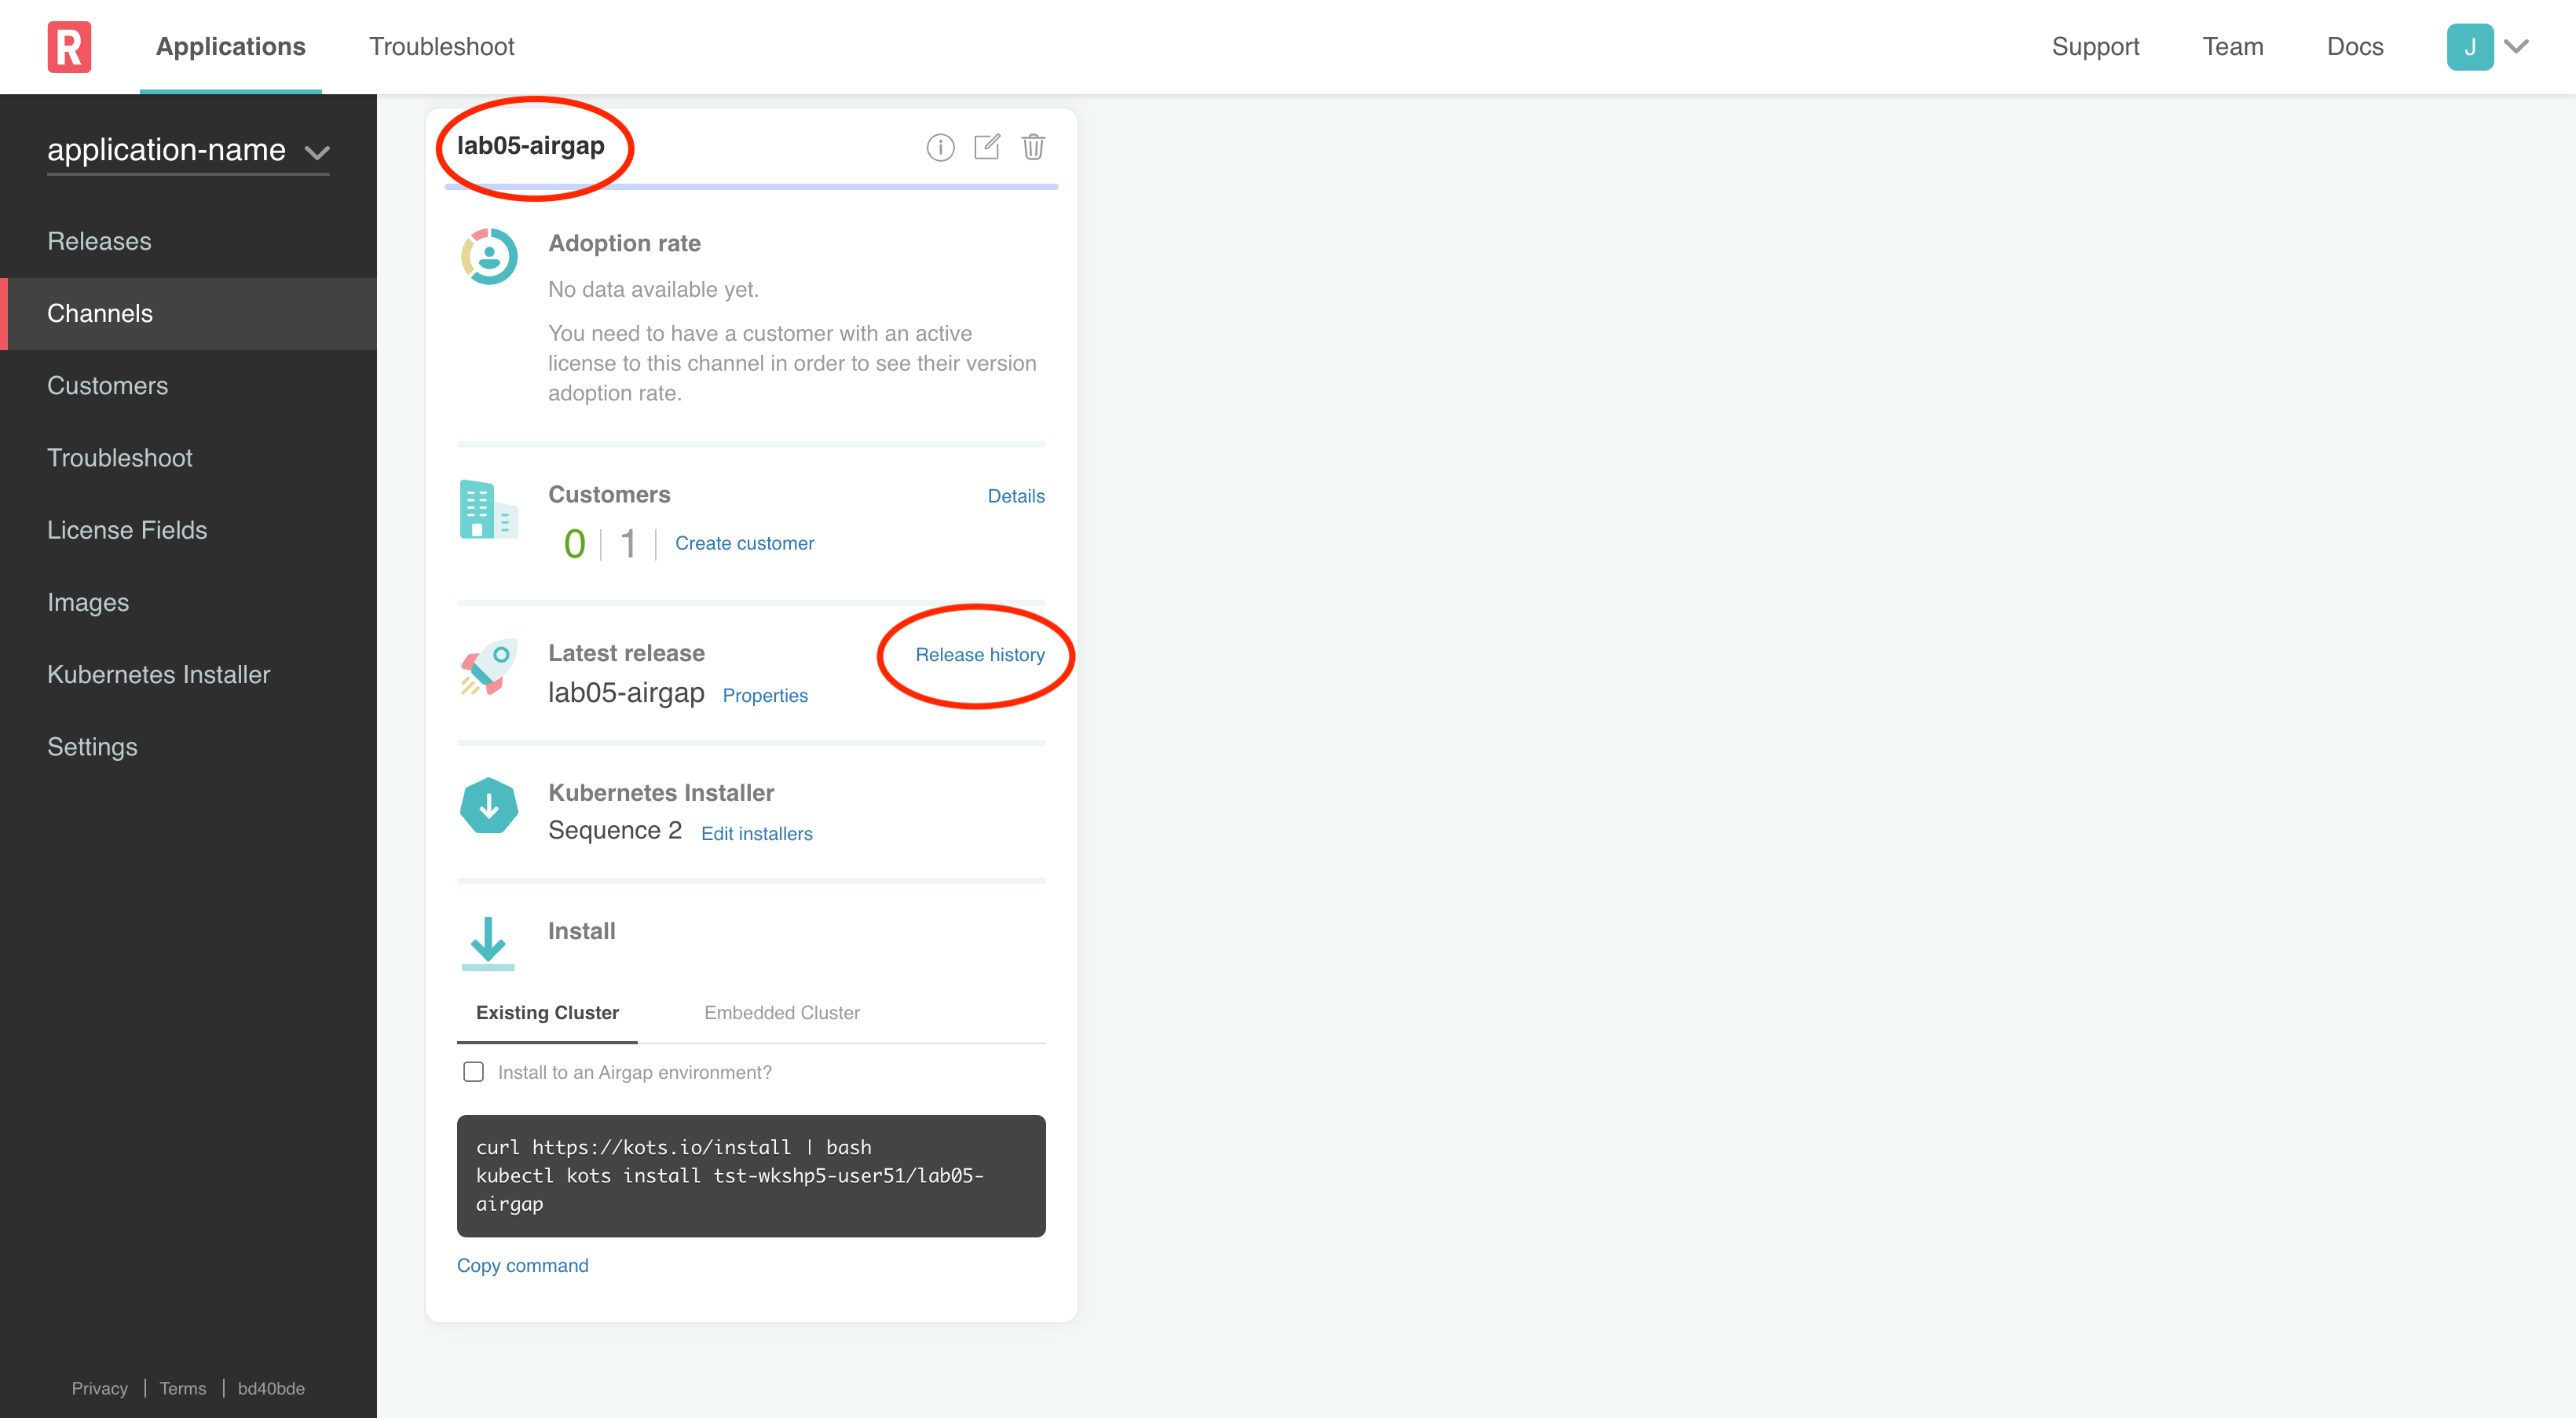 R
Applications
Troubleshoot
Support
Team
Docs
J
application-name
Releases
Channels
Customers
Troubleshoot
License Fields
Images
Kubernetes Installer
Settings
Privacy | Terms | bd40bde
lab05-airgap
Adoption rate
No data available yet.
You need to have a customer with an active
license to this channel in order to see their version
adoption rate.
Customers
Details
0 | 1 | Create customer
Latest release
Release history
lab05-airgap Properties
Kubernetes Installer
Sequence 2 Edit installers
Install
Existing Cluster
Embedded Cluster
Install to an Airgap environment?
curl https://kots.io/install | bash
kubectl kots install tst-wkshp5-user51/lab05-
airgap
Copy command